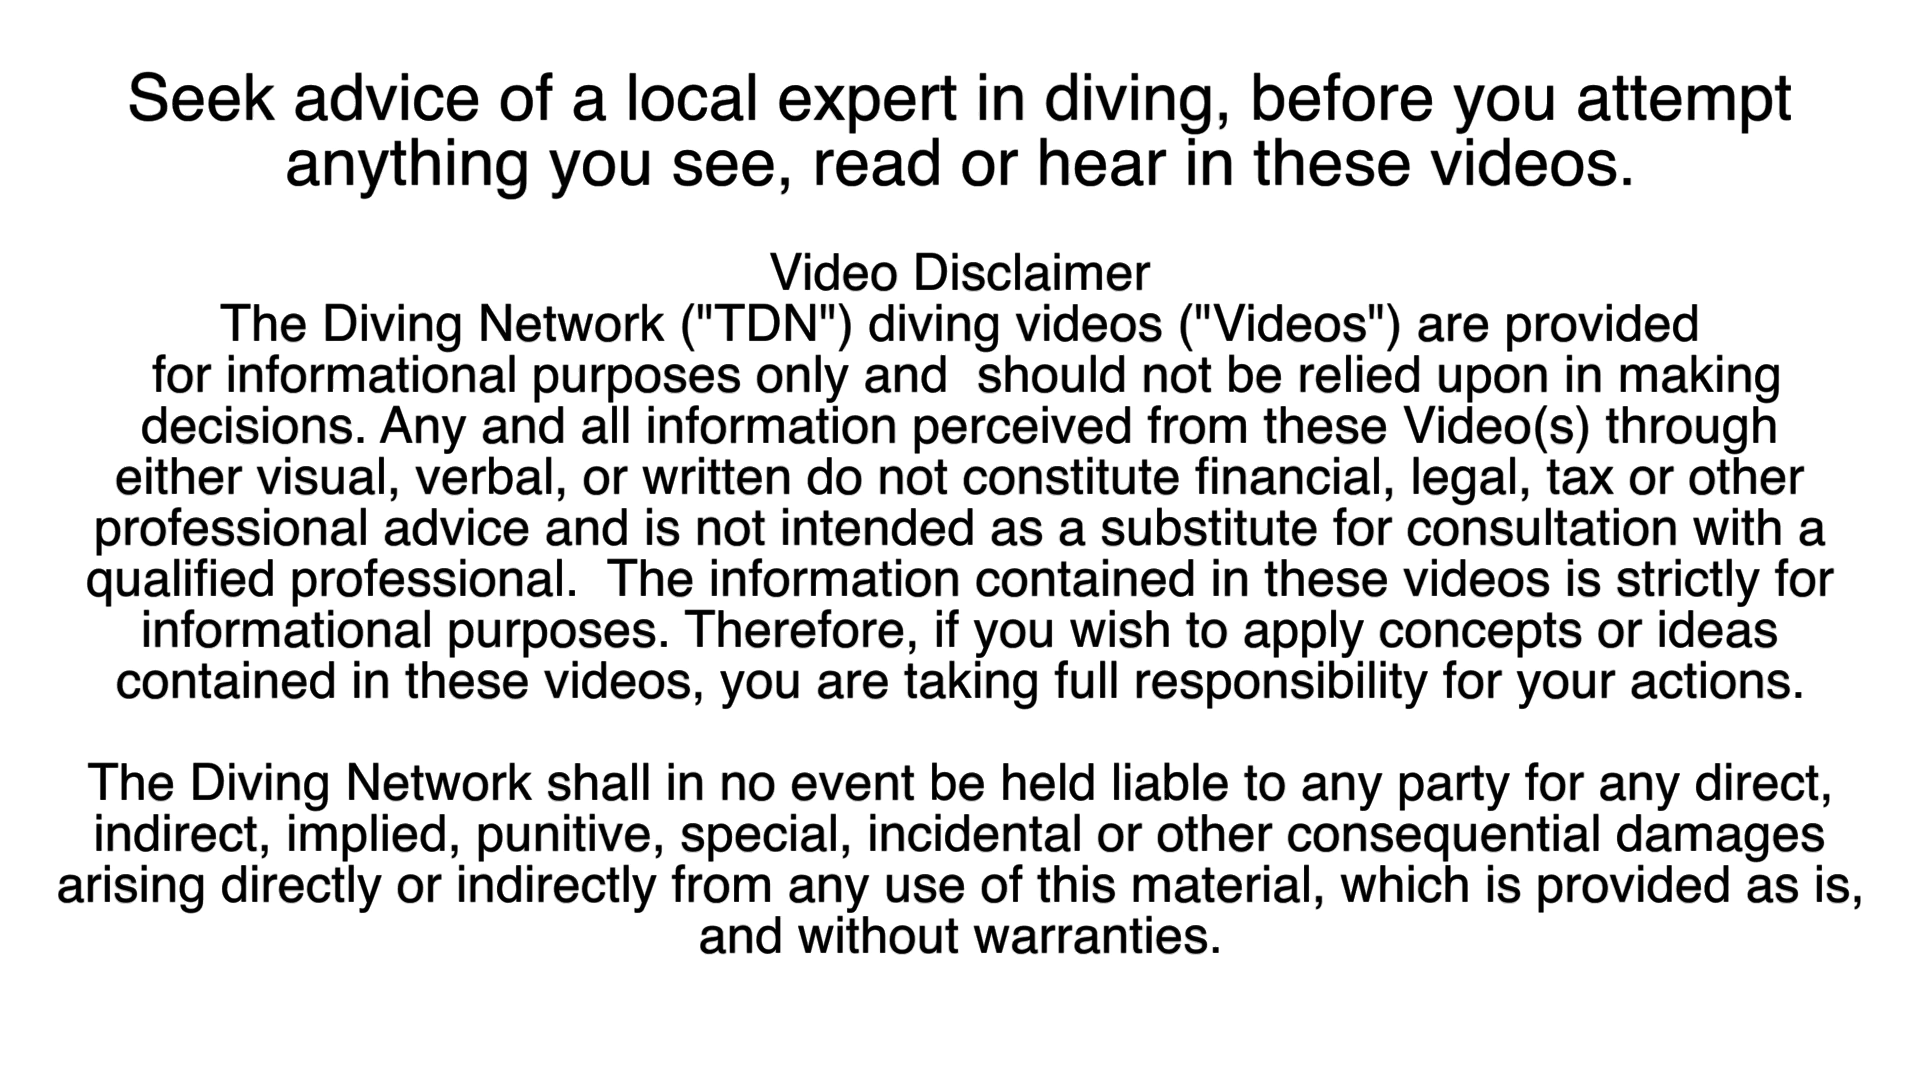 Seek advice of a local expert in diving, before you attempt
anything you see, read or hear in these videos.
Video Disclaimer
The Diving Network ("TDN") diving videos ("Videos") are provided
for informational purposes only and  should not be relied upon in making
decisions. Any and all information perceived from these Video(s) through
either visual, verbal, or written do not constitute financial, legal, tax or other
professional advice and is not intended as a substitute for consultation with a
qualified professional.  The information contained in these videos is strictly for
informational purposes. Therefore, if you wish to apply concepts or ideas
contained in these videos, you are taking full responsibility for your actions.
The Diving Network shall in no event be held liable to any party for any direct,
indirect, implied, punitive, special, incidental or other consequential damages
arising directly or indirectly from any use of this material, which is provided as is,
and without warranties.